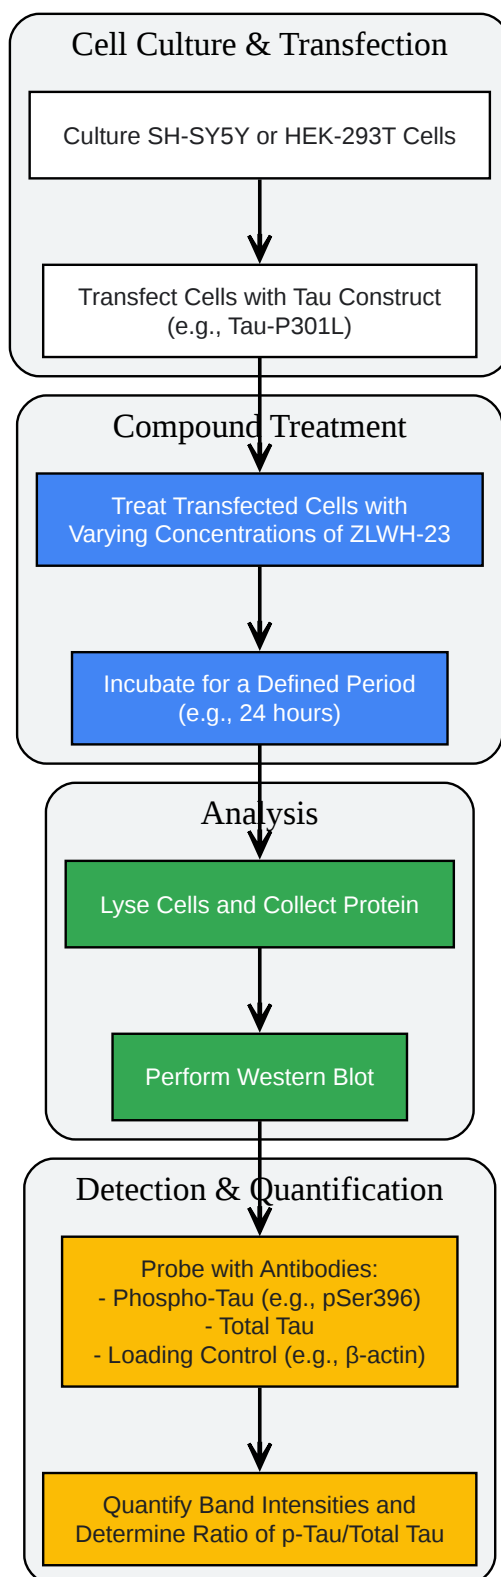 Cell Culture & Transfection
Culture SH-SY5Y or HEK-293T Cells
Transfect Cells with Tau Construct
(e.g., Tau-P301L)
Compound Treatment
Treat Transfected Cells with
Varying Concentrations of ZLWH-23
Incubate for a Defined Period
(e.g., 24 hours)
Analysis
Lyse Cells and Collect Protein
Perform Western Blot
Detection & Quantification
Probe with Antibodies:
- Phospho-Tau (e.g., pSer396)
- Total Tau
- Loading Control (e.g., β-actin)
Quantify Band Intensities and
Determine Ratio of p-Tau/Total Tau